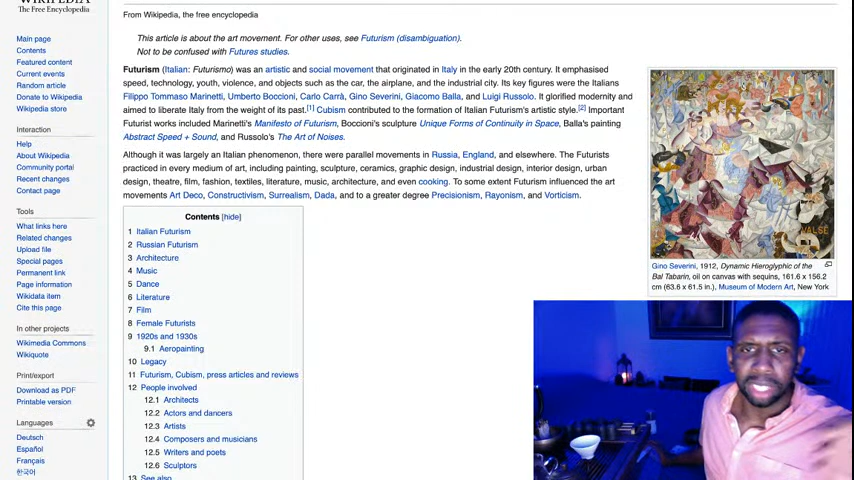 WIKIPEDIA
The Free Encyclopedia
Main page
Contents
Featured content
Current events
Random article
Donate to Wikipedia
Wikipedia store
Interaction
Help
About Wikipedia
Community portal
Recent changes
Contact page
Tools
What links here
Related changes
Upload file
Special pages
Permanent link
Page information
Wikidata item
Cite this page
In other projects
Wikimedia Commons
Wikiquote
Print/export
Download as PDF
Printable version
Languages
Deutsch
Español
Français
한국어
From Wikipedia, the free encyclopedia
This article is about the art movement. For other uses, see Futurism (disambiguation).
Not to be confused with Futures studies.
Futurism (Italian: Futurismo) was an artistic and social movement that originated in Italy in the early 20th century. It emphasised
speed, technology, youth, violence, and objects such as the car, the airplane, and the industrial city. Its key figures were the Italians
Filippo Tommaso Marinetti, Umberto Boccioni, Carlo Carrà, Gino Severini, Giacomo Balla, and Luigi Russolo. It glorified modernity and
aimed to liberate Italy from the weight of its past.[1] Cubism contributed to the formation of Italian Futurism's artistic style.[2] Important
Futurist works included Marinetti's Manifesto of Futurism, Boccioni's sculpture Unique Forms of Continuity in Space, Balla's painting
Abstract Speed + Sound, and Russolo's The Art of Noises.
Although it was largely an Italian phenomenon, there were parallel movements in Russia, England, and elsewhere. The Futurists
practiced in every medium of art, including painting, sculpture, ceramics, graphic design, industrial design, interior design, urban
design, theatre, film, fashion, textiles, literature, music, architecture, and even cooking. To some extent Futurism influenced the art
movements Art Deco, Constructivism, Surrealism, Dada, and to a greater degree Precisionism, Rayonism, and Vorticism.
Contents [hide]
1 Italian Futurism
2 Russian Futurism
3 Architecture
4 Music
5 Dance
6 Literature
7 Film
8 Female Futurists
9 1920s and 1930s
9.1 Aeropainting
10 Legacy
11 Futurism, Cubism, press articles and reviews
12 People involved
12.1 Architects
12.2 Actors and dancers
12.3 Artists
12.4 Composers and musicians
12.5 Writers and poets
12.6 Sculptors
13 See also
VALSE
Gino Severini, 1912, Dynamic Hieroglyphic of the
Bal Tabarin, oil on canvas with sequins, 161.6 x 156.2
cm (63.6 x 61.5 in.), Museum of Modern Art, New York